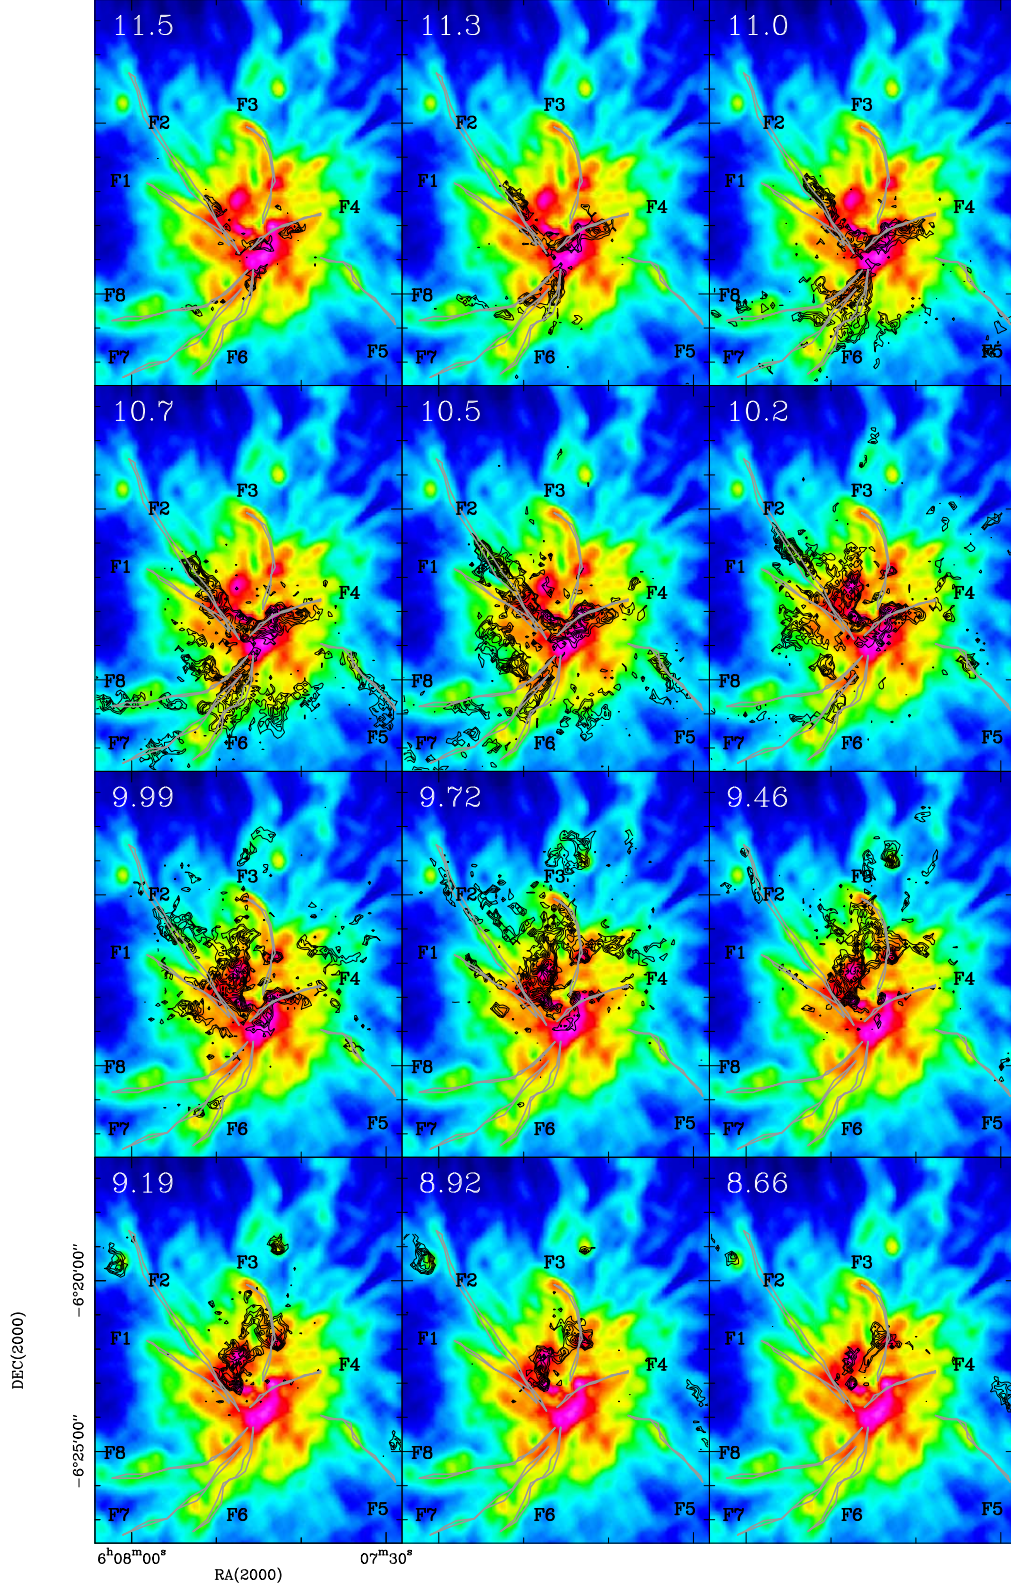 11.5 11.3 11.0
F3 F3 F3
F2 F2 F2
F1 F1 F1
F4 F4 F4
F8 F8 F8
F7 F6 F5 F7 F6 F5 F7 F6 F5
10.7 10.5 10.2
F3 F3 F3
F2 F2 F2
F1 F1 F1
F4 F4 F4
F8 F8 F8
F7 F6 F5 F7 F6 F5 F7 F6 F5
9.99 9.72 9.46
F3 F3 F3
F2 F2 F2
F1 F1 F1
F4 F4 F4
F8 F8 F8
F7 F6 F5 F7 F6 F5 F7 F6 F5
9.19 8.92 8.66
F3 F3 F3
F2 F2 F2
F1 F1 F1
F4 F4 F4
F8 F8 F8
F7 F6 F5 F7 F6 F5 F7 F6 F5
−6°20′00″
−6°25′00″
DEC(2000)
6ʰ08ᵐ00ˢ 07ᵐ30ˢ
RA(2000)